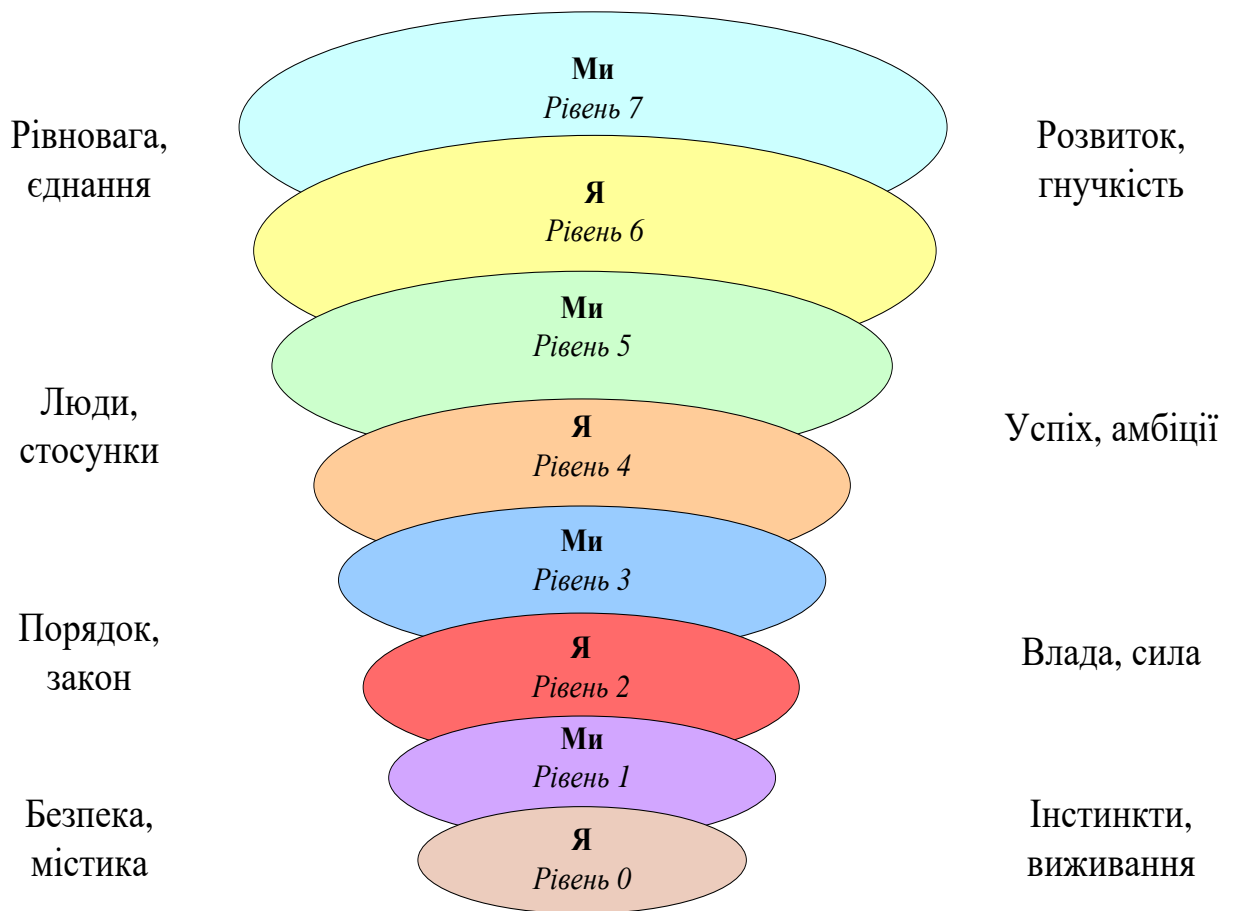 Ми
Рівень 7
Рівновага,
єднання
Розвиток,
гнучкість
Я
Рівень 6
Ми
Рівень 5
Люди,
стосунки
Успіх, амбіції
Я
Рівень 4
Ми
Рівень 3
Порядок,
закон
Влада, сила
Я
Рівень 2
Ми
Рівень 1
Безпека,
містика
Інстинкти,
виживання
Я
Рівень 0